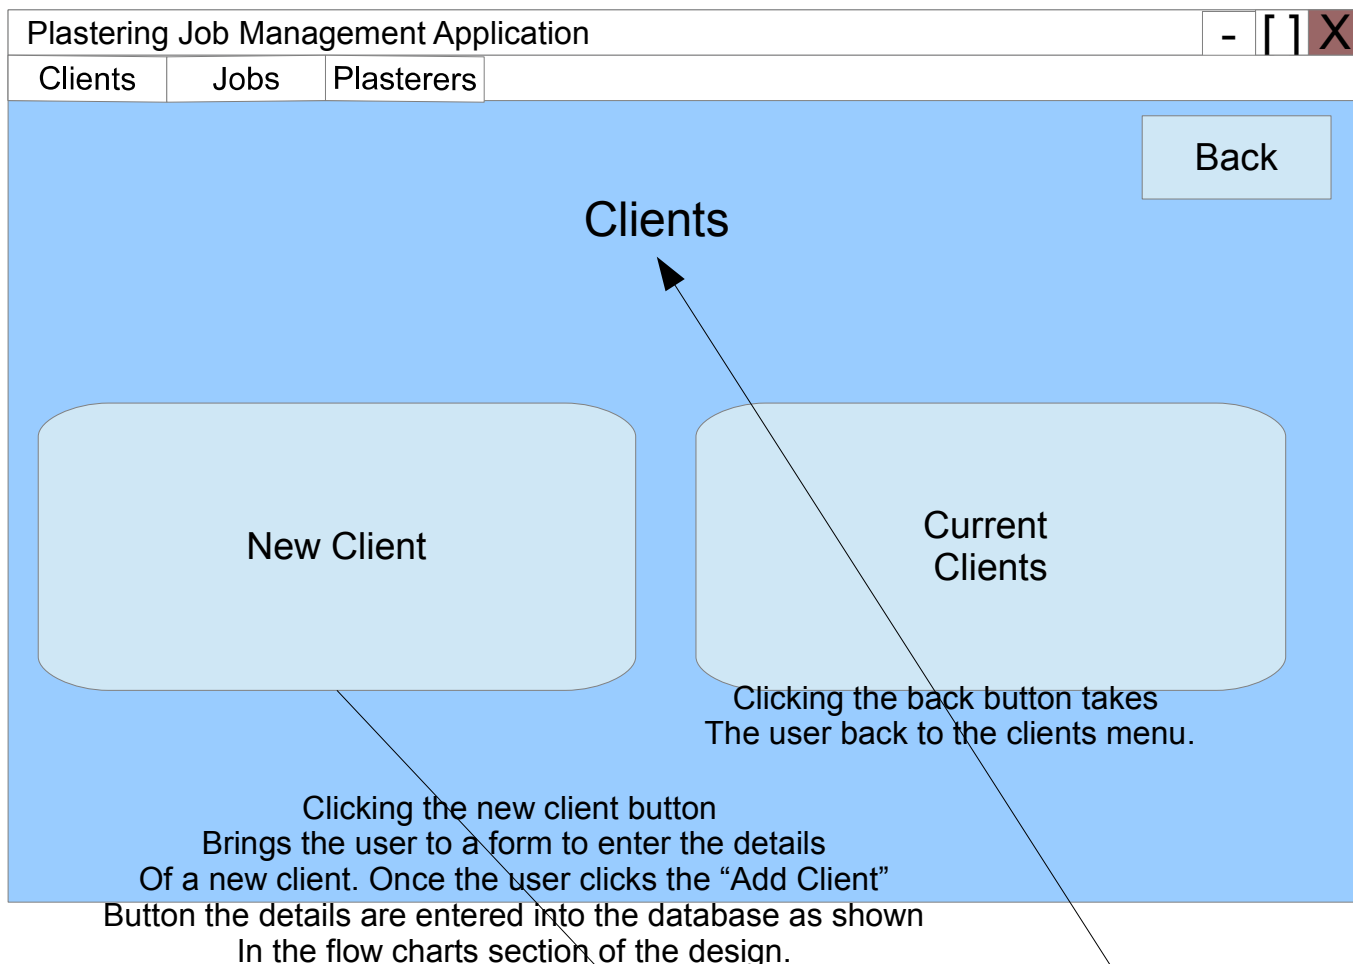 Plastering Job Management Application
- [ ] X
Clients Jobs Plasterers
Back
Clients
New Client
Current
Clients
Clicking the back button takes
The user back to the clients menu.
Clicking the new client button
Brings the user to a form to enter the details
Of a new client. Once the user clicks the “Add Client”
Button the details are entered into the database as shown
In the flow charts section of the design.